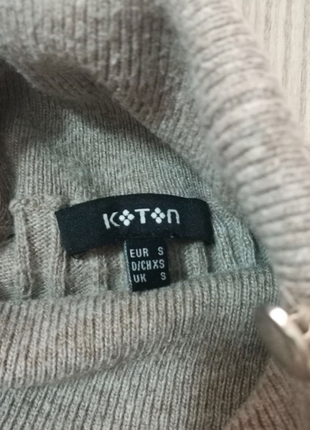 KOTON
EUR S
D/CH XS
UK S